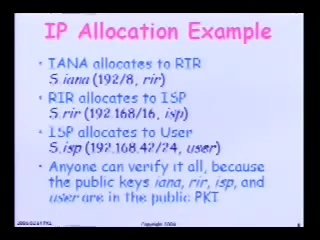 IP Allocation Example
• IANA allocates to RIR
S.iana (192/8, rir)
• RIR allocates to ISP
S.rir (192.168/16, isp)
• ISP allocates to User
S.isp (192.168.42/24, user)
• Anyone can verify it all, because
the public keys iana, rir, isp, and
user are in the public PKI.
Copyright 2004